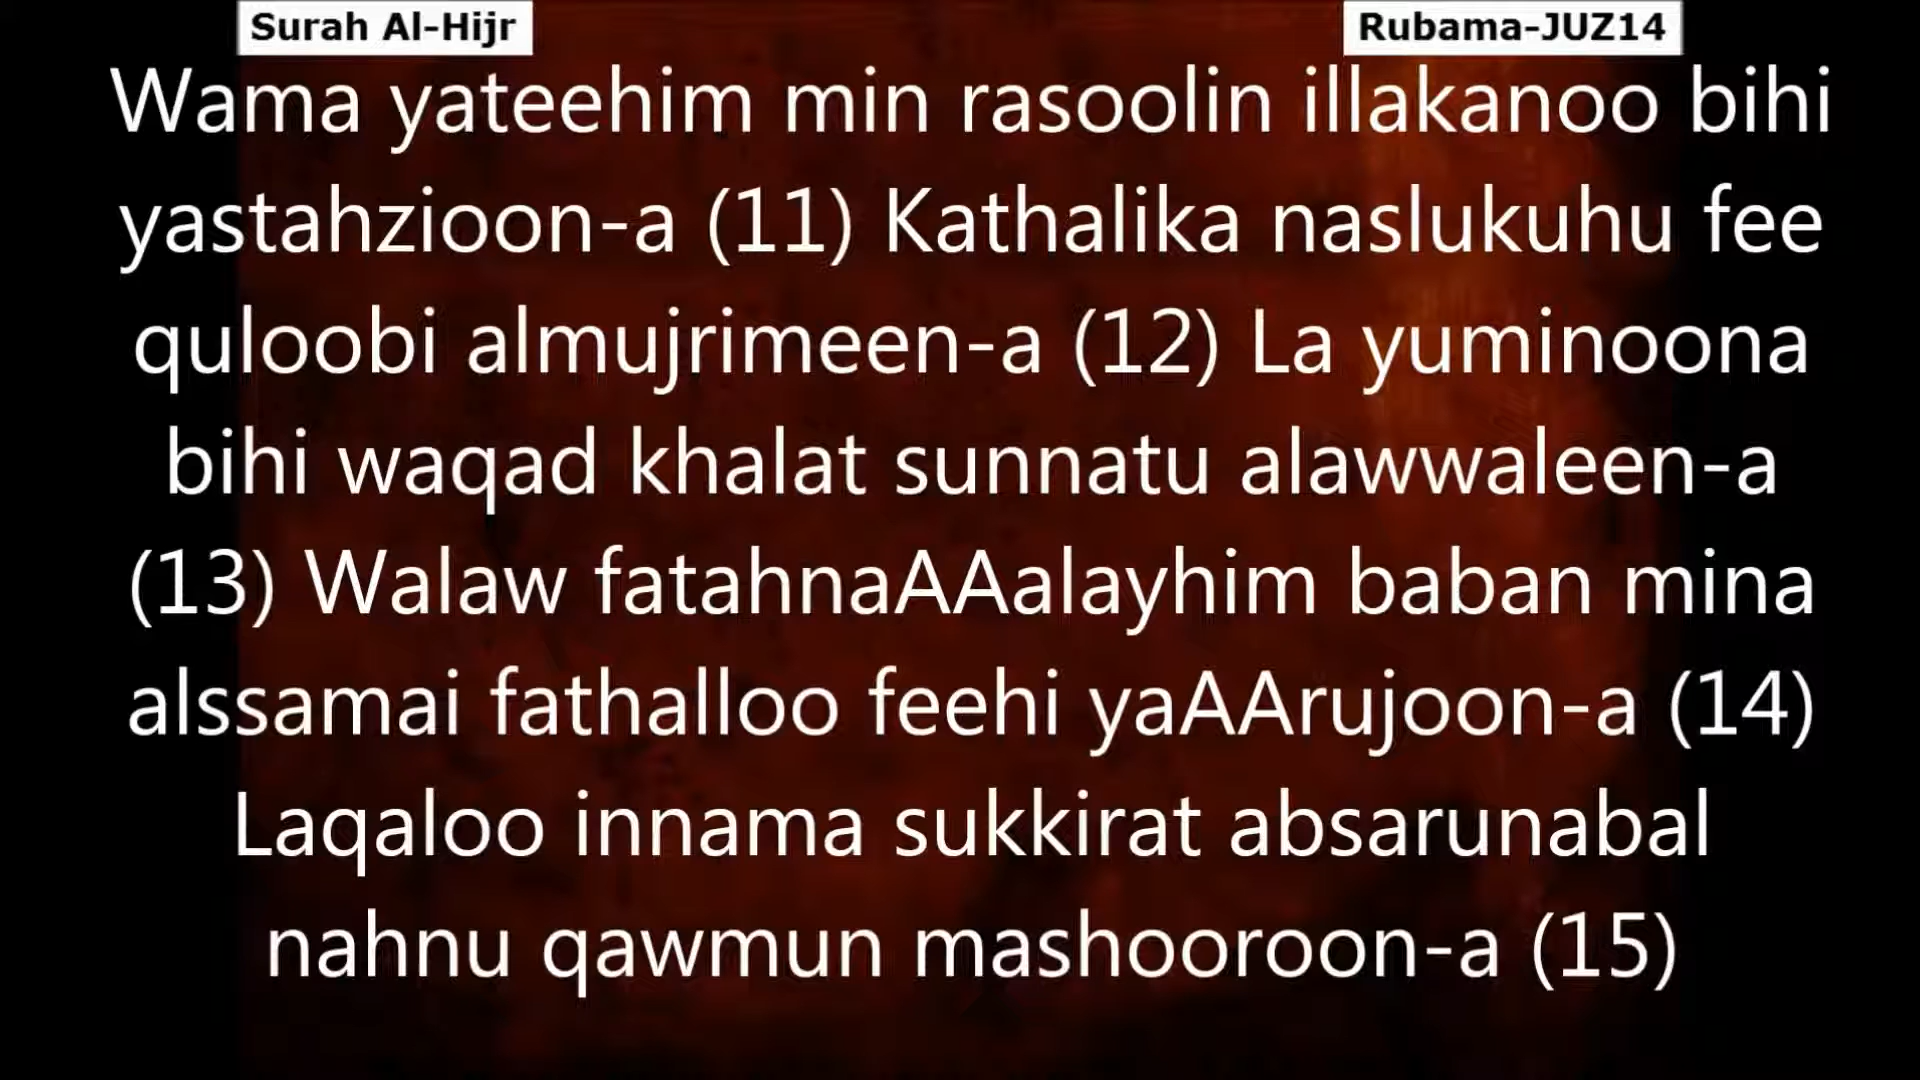 Surah Al-Hijr
Rubama-JUZ14
Wama yateehim min rasoolin illakanoo bihi
yastahzioon-a (11) Kathalika naslukuhu fee
quloobi almujrimeen-a (12) La yuminoona
bihi waqad khalat sunnatu alawwaleen-a
(13) Walaw fatahnaAAalayhim baban mina
alssamai fathalloo feehi yaAArujoon-a (14)
Laqaloo innama sukkirat absarunabal
nahnu qawmun mashooroon-a (15)